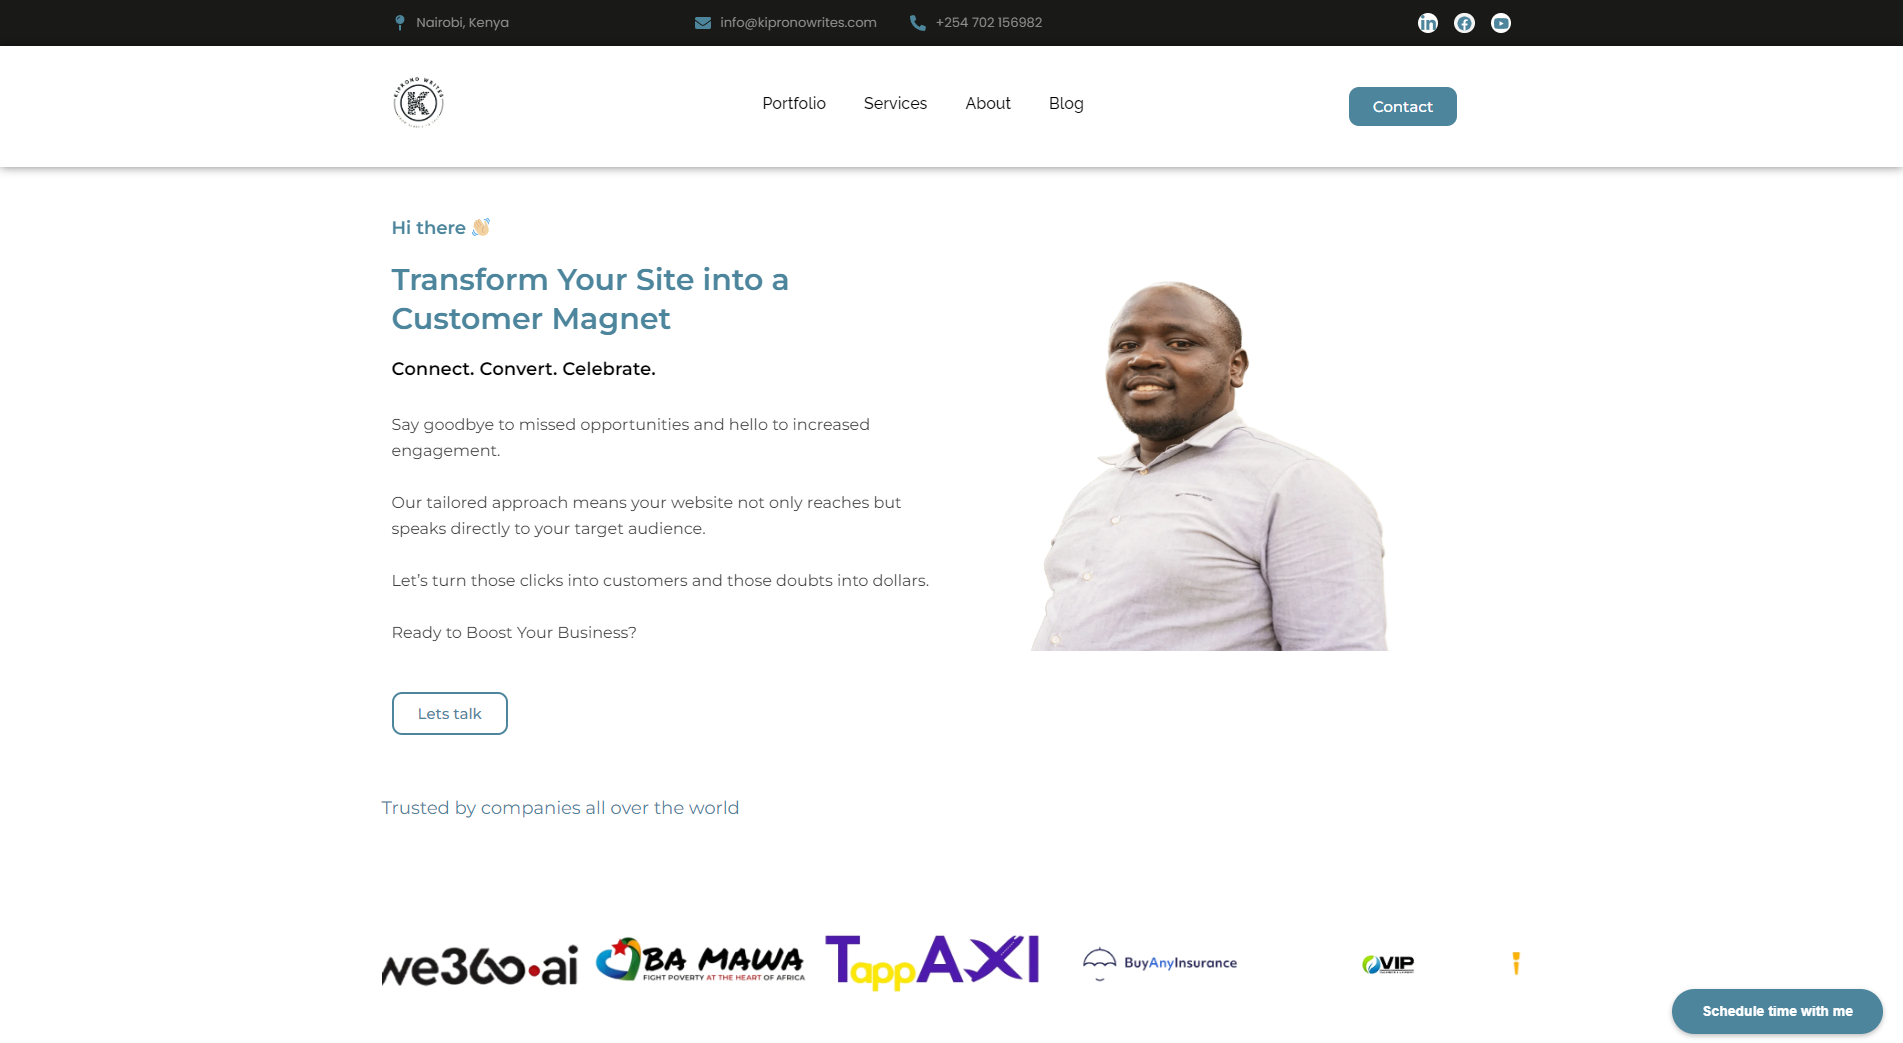 Nairobi, Kenya
info@kipronowrites.com
+254 702 156982
KIPRONO WRITES
K
Portfolio
Services
About
Blog
Contact
Hi there 👋
Transform Your Site into a
Customer Magnet
Connect. Convert. Celebrate.
Say goodbye to missed opportunities and hello to increased
engagement.
Our tailored approach means your website not only reaches but
speaks directly to your target audience.
Let’s turn those clicks into customers and those doubts into dollars.
Ready to Boost Your Business?
Lets talk
Trusted by companies all over the world
we360.ai
BA MAWA
FIGHT POVERTY AT THE HEART OF AFRICA
TappAXI
BuyAnyInsurance
VIP
Schedule time with me